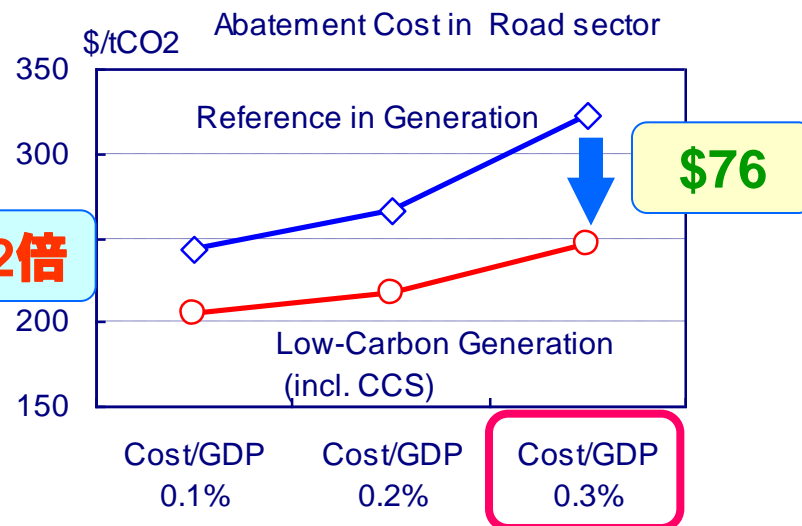 Abatement Cost in Road sector
$/tCO2
350
Reference in Generation
300
$76
2倍
200
Low-Carbon Generation
(incl. CCS)
150
Cost/GDP
0.1%
Cost/GDP
0.2%
Cost/GDP
0.3%